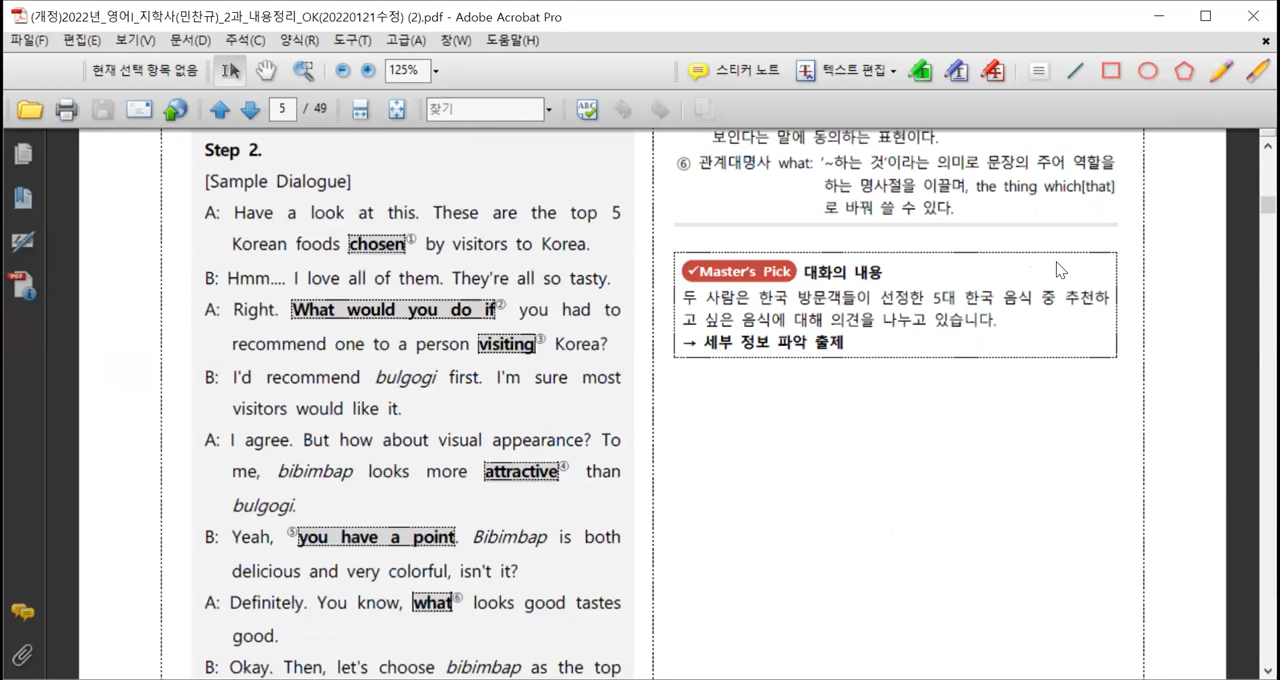 (개정)2022년_영어I_지학사(민찬규)_2과_내용정리_OK(20220121수정) (2).pdf - Adobe Acrobat Pro
파일(F) 편집(E) 보기(V) 문서(D) 주석(C) 양식(R) 도구(T) 고급(A) 창(W) 도움말(H)
현재 선택 항목 없음 125% 스티커 노트 텍스트 편집
5 / 49 찾기
Step 2.
[Sample Dialogue]
A: Have a look at this. These are the top 5
Korean foods chosen① by visitors to Korea.
B: Hmm.... I love all of them. They're all so tasty.
A: Right. What would you do if② you had to
recommend one to a person visiting③ Korea?
B: I'd recommend bulgogi first. I'm sure most
visitors would like it.
A: I agree. But how about visual appearance? To
me, bibimbap looks more attractive④ than
bulgogi.
B: Yeah, ⑤you have a point. Bibimbap is both
delicious and very colorful, isn't it?
A: Definitely. You know, what⑥ looks good tastes
good.
B: Okay. Then, let's choose bibimbap as the top
보인다는 말에 동의하는 표현이다.
⑥ 관계대명사 what: '~하는 것'이라는 의미로 문장의 주어 역할을
하는 명사절을 이끌며, the thing which[that]
로 바꿔 쓸 수 있다.
✓Master's Pick 대화의 내용
두 사람은 한국 방문객들이 선정한 5대 한국 음식 중 추천하
고 싶은 음식에 대해 의견을 나누고 있습니다.
→ 세부 정보 파악 출제